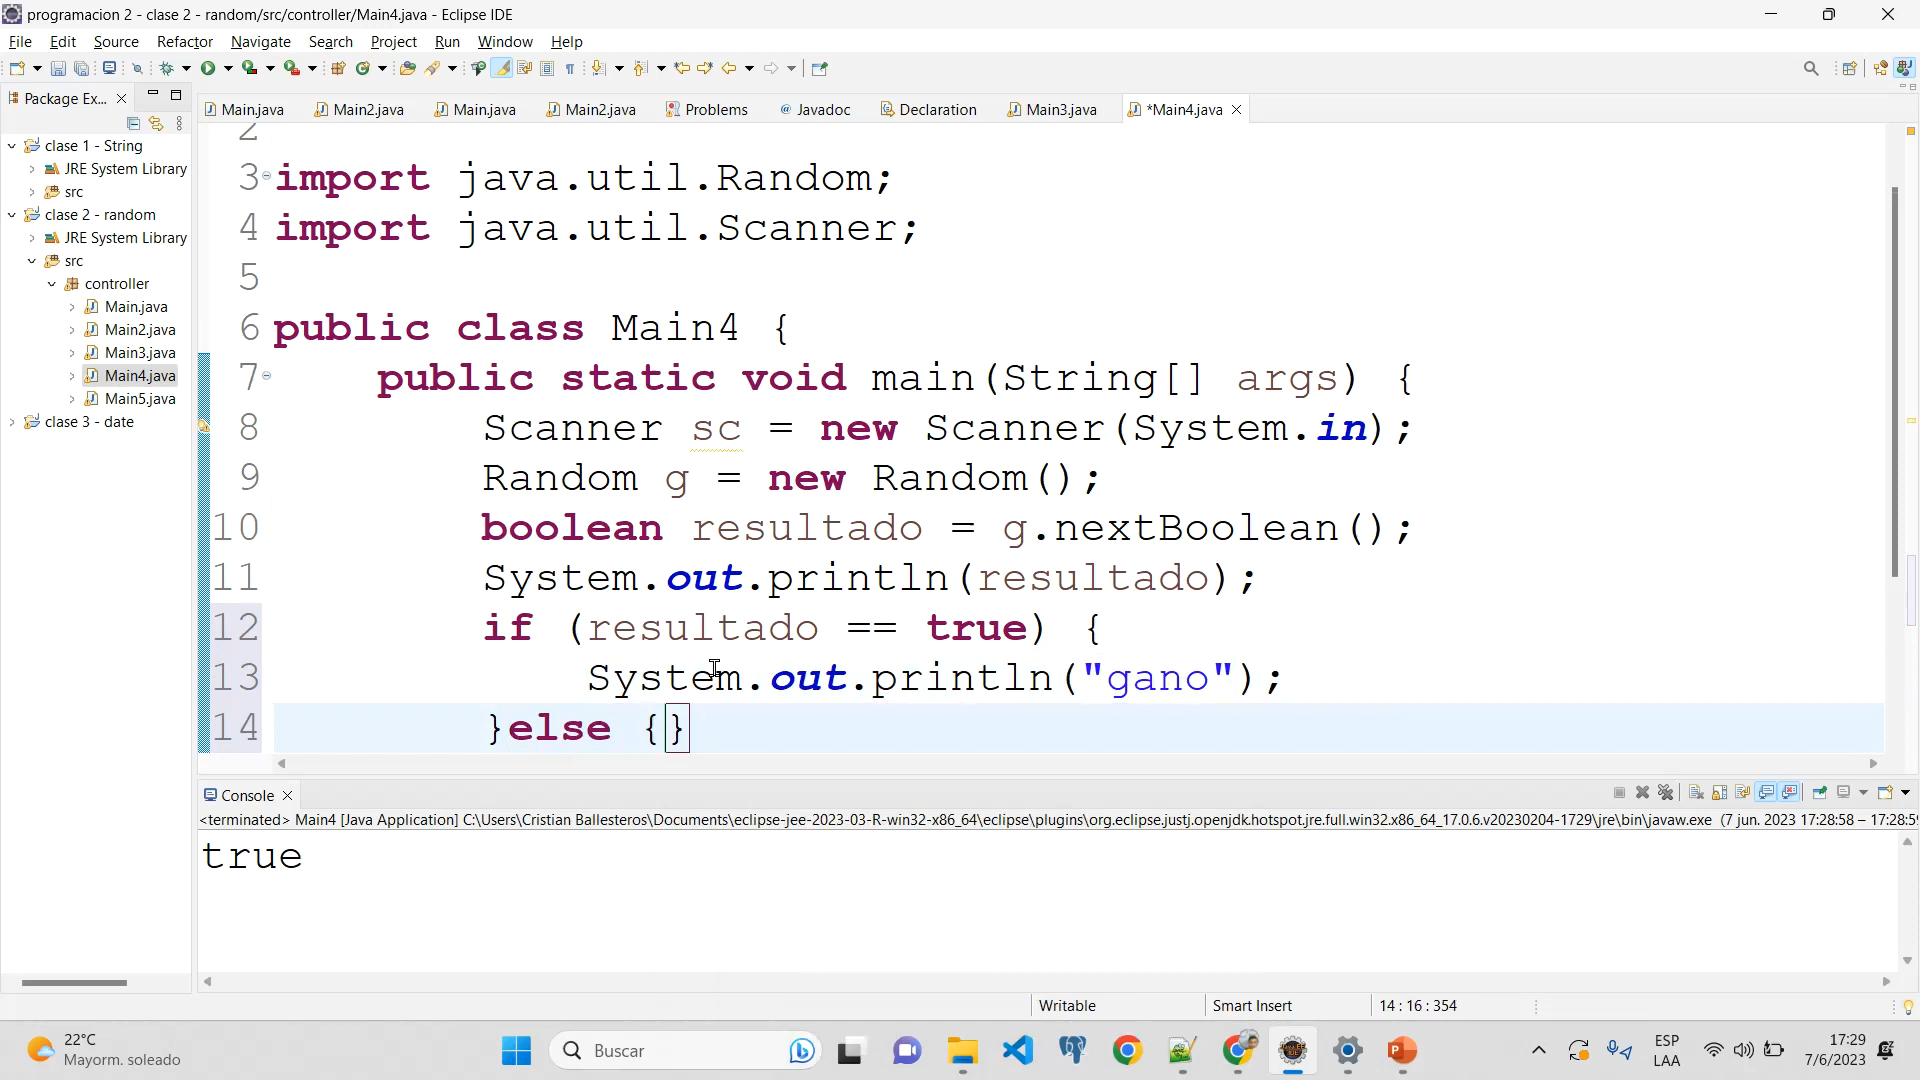 programacion 2 - clase 2 - random/src/controller/Main4.java - Eclipse IDE
File Edit Source Refactor Navigate Search Project Run Window Help
Package Ex...
Main.java Main2.java Main.java Main2.java Problems @ Javadoc Declaration Main3.java *Main4.java
clase 1 - String
JRE System Library
src
clase 2 - random
JRE System Library
src
controller
Main.java
Main2.java
Main3.java
Main4.java
Main5.java
clase 3 - date
2
3 import java.util.Random;
4 import java.util.Scanner;
5
6 public class Main4 {
7 public static void main(String[] args) {
8 Scanner sc = new Scanner(System.in);
9 Random g = new Random();
10 boolean resultado = g.nextBoolean();
11 System.out.println(resultado);
12 if (resultado == true) {
13 System.out.println("gano");
14 }else {}
Console
<terminated> Main4 [Java Application] C:\Users\Cristian Ballesteros\Documents\eclipse-jee-2023-03-R-win32-x86_64\eclipse\plugins\org.eclipse.justj.openjdk.hotspot.jre.full.win32.x86_64_17.0.6.v20230204-1729\jre\bin\javaw.exe (7 jun. 2023 17:28:58 – 17:28:59
true
Writable Smart Insert 14 : 16 : 354
22°C
Mayorm. soleado
Buscar
ESP
LAA
17:29
7/6/2023